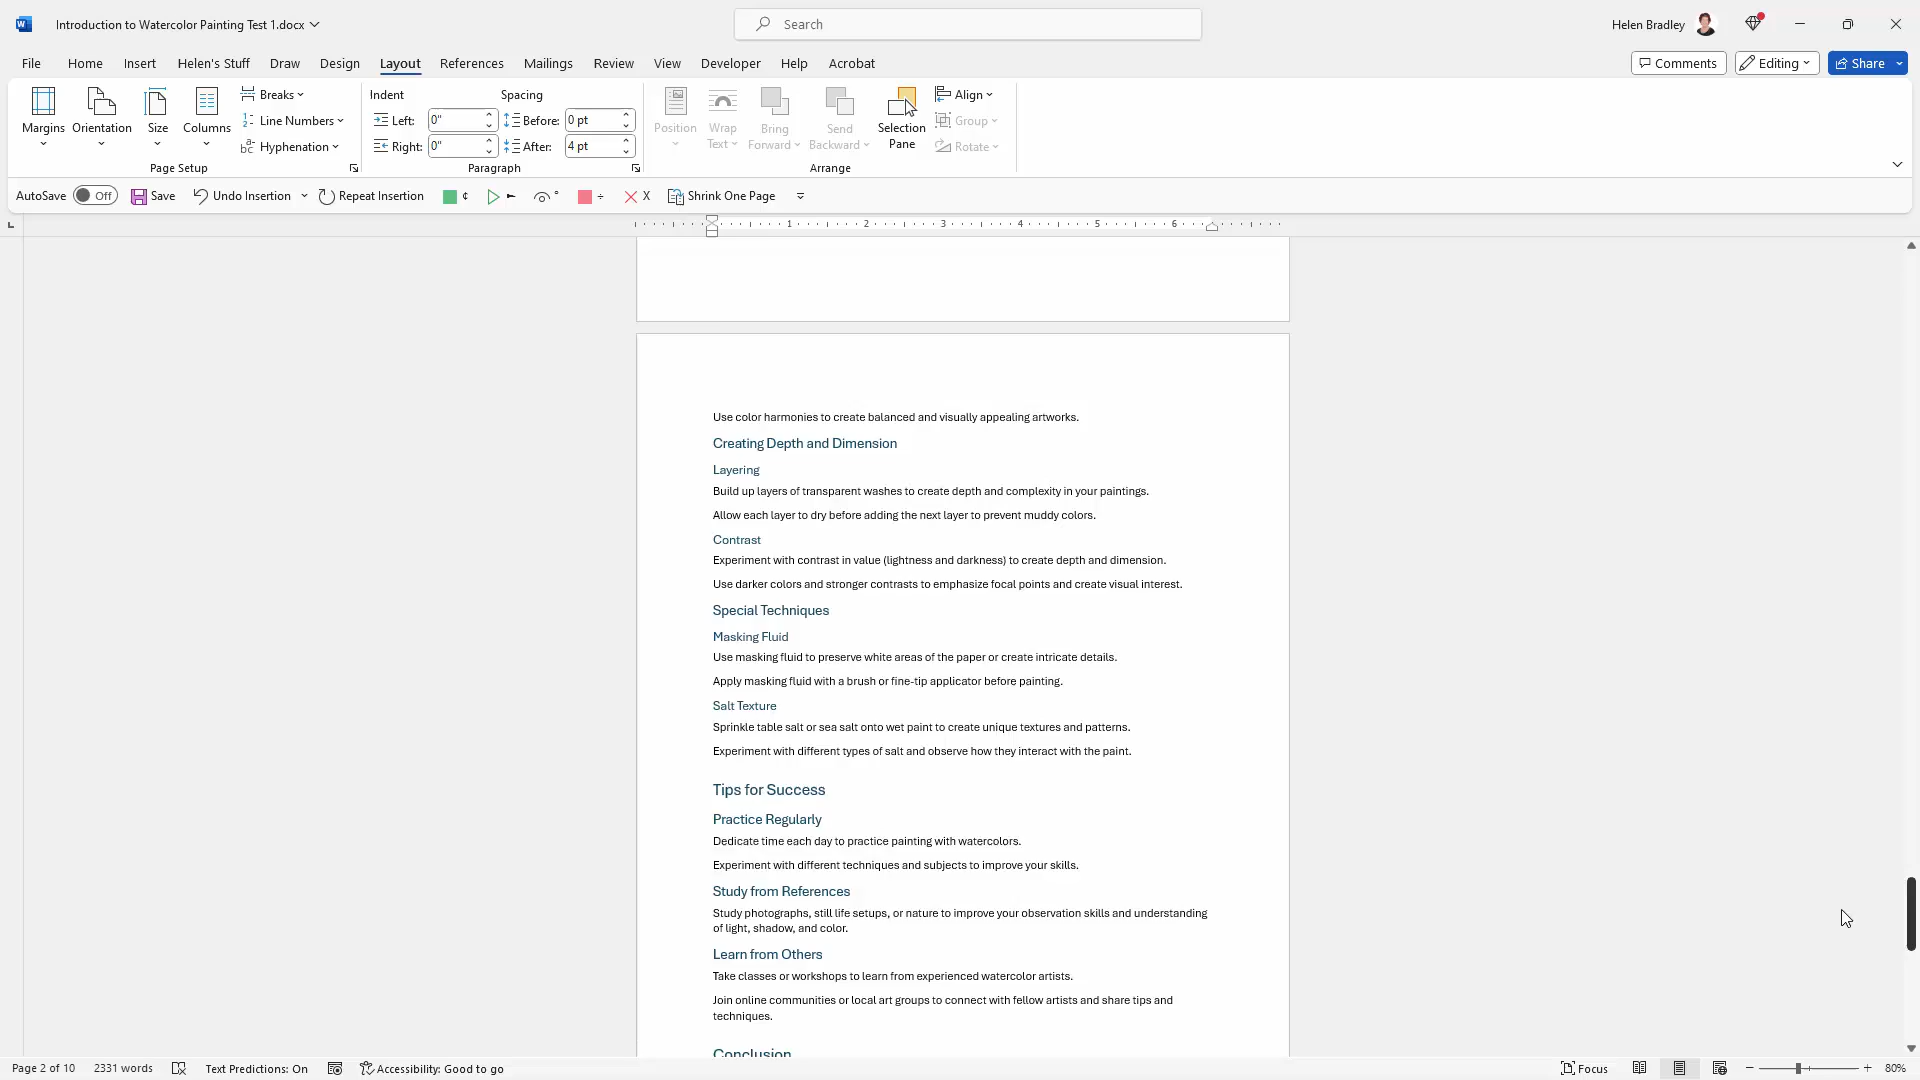 Introduction to Watercolor Painting Test 1.docx
Search
Helen Bradley
File Home Insert Helen's Stuff Draw Design Layout References Mailings Review View Developer Help Acrobat
Comments Editing Share
Margins Orientation Size Columns
Breaks
Line Numbers
Hyphenation
Page Setup
Indent Spacing
Left: 0" Before: 0 pt
Right: 0" After: 4 pt
Paragraph
Position
Wrap Text
Bring Forward
Send Backward
Selection Pane
Align
Group
Rotate
Arrange
AutoSave Off Save Undo Insertion Repeat Insertion ¢ ° ÷ X Shrink One Page
1 2 3 4 5 6
Use color harmonies to create balanced and visually appealing artworks.
Creating Depth and Dimension
Layering
Build up layers of transparent washes to create depth and complexity in your paintings.
Allow each layer to dry before adding the next layer to prevent muddy colors.
Contrast
Experiment with contrast in value (lightness and darkness) to create depth and dimension.
Use darker colors and stronger contrasts to emphasize focal points and create visual interest.
Special Techniques
Masking Fluid
Use masking fluid to preserve white areas of the paper or create intricate details.
Apply masking fluid with a brush or fine-tip applicator before painting.
Salt Texture
Sprinkle table salt or sea salt onto wet paint to create unique textures and patterns.
Experiment with different types of salt and observe how they interact with the paint.
Tips for Success
Practice Regularly
Dedicate time each day to practice painting with watercolors.
Experiment with different techniques and subjects to improve your skills.
Study from References
Study photographs, still life setups, or nature to improve your observation skills and understanding
of light, shadow, and color.
Learn from Others
Take classes or workshops to learn from experienced watercolor artists.
Join online communities or local art groups to connect with fellow artists and share tips and
techniques.
Conclusion
Page 2 of 10 2331 words Text Predictions: On Accessibility: Good to go Focus 80%